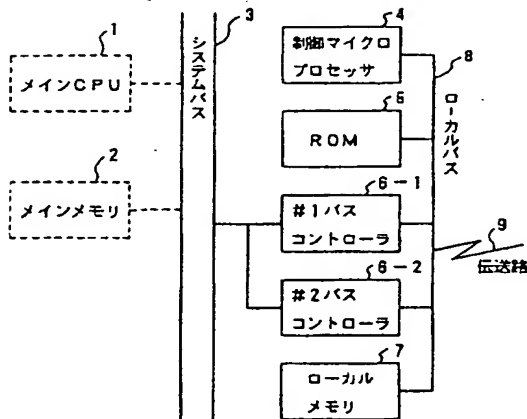 1
メインCPU
2
メインメモリ
システムバス
3
4
制御マイクロ
プロセッサ
5
ROM
6-1
#1バス
コントローラ
6-2
#2バス
コントローラ
7
ローカル
メモリ
8
ローカルバス
9
伝送路